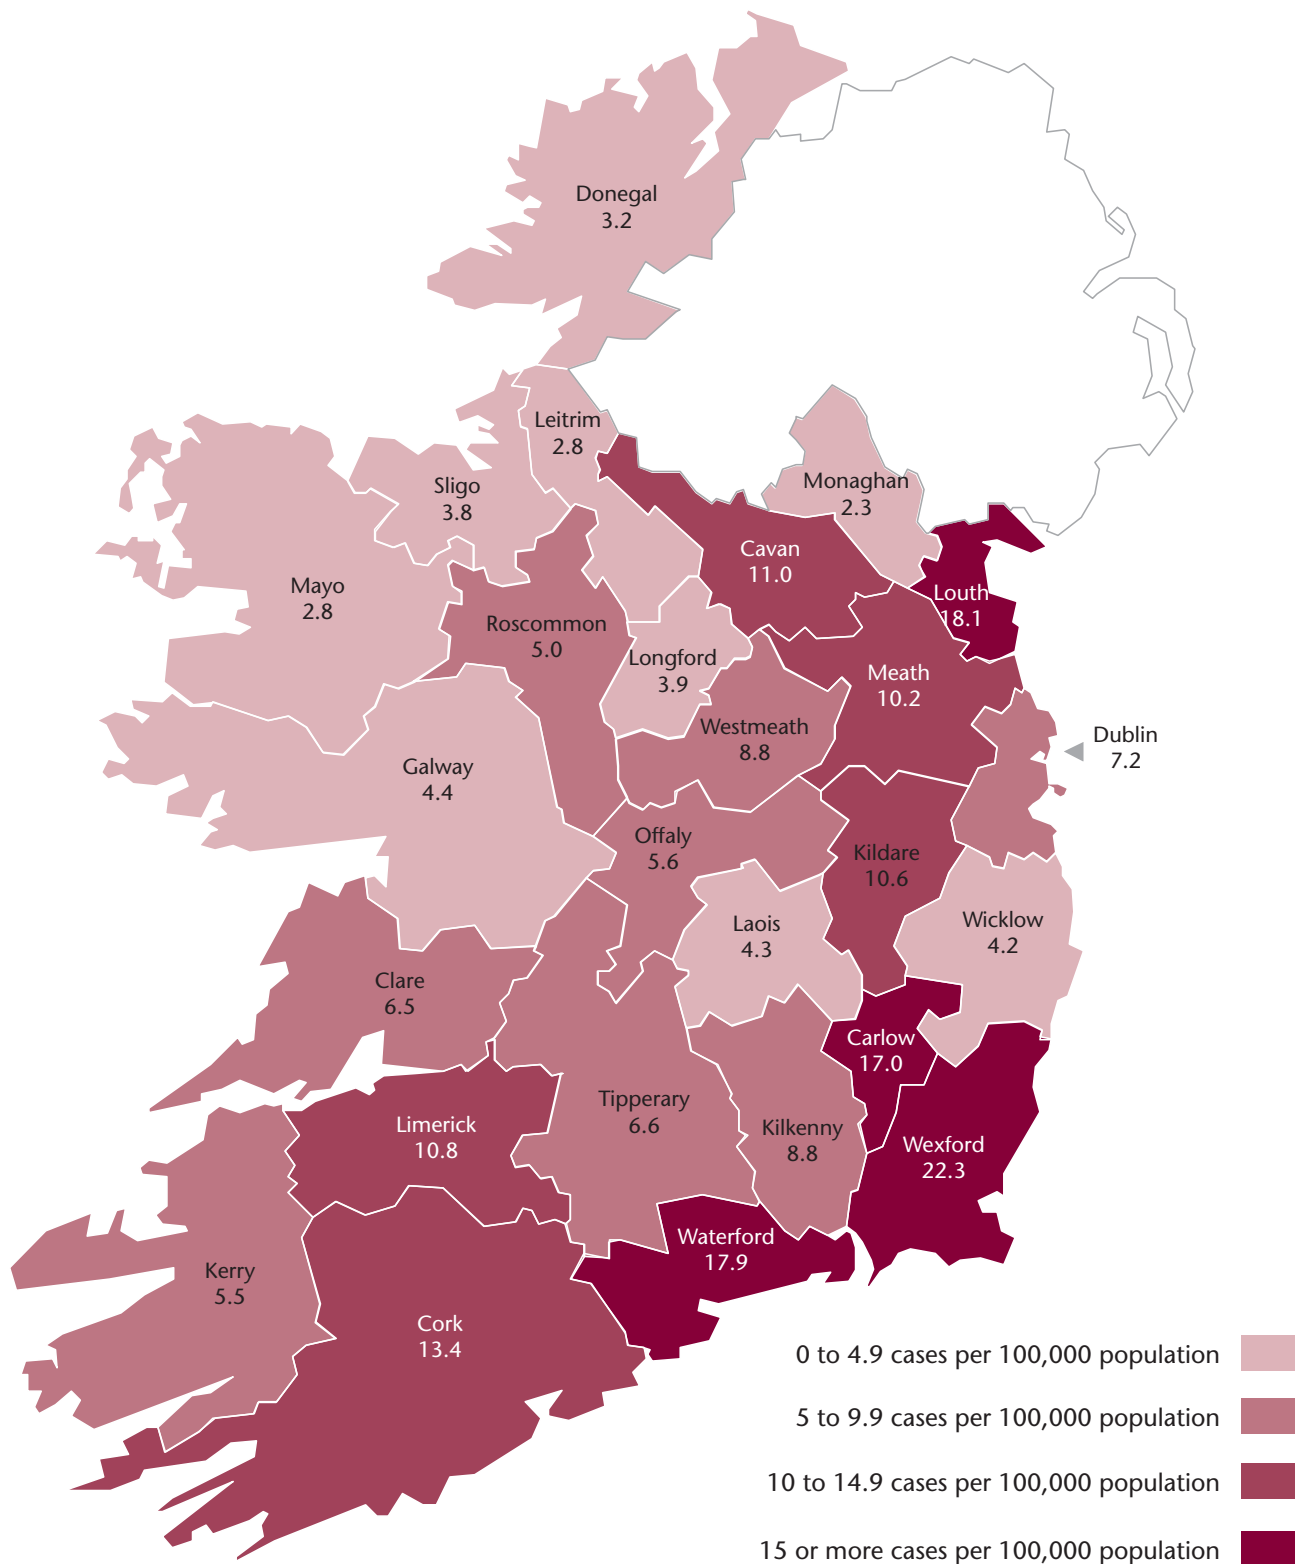 Donegal
3.2
Leitrim
2.8
Monaghan
2.3
Sligo
3.8
Cavan
11.0
Mayo
2.8
Louth
18.1
Roscommon
5.0
Longford
3.9
Meath
10.2
Westmeath
8.8
Dublin
7.2
Galway
4.4
Offaly
5.6
Kildare
10.6
Laois
4.3
Wicklow
4.2
Clare
6.5
Carlow
17.0
Tipperary
6.6
Limerick
10.8
Kilkenny
8.8
Wexford
22.3
Waterford
17.9
Kerry
5.5
Cork
13.4
0 to 4.9 cases per 100,000 population
5 to 9.9 cases per 100,000 population
10 to 14.9 cases per 100,000 population
15 or more cases per 100,000 population